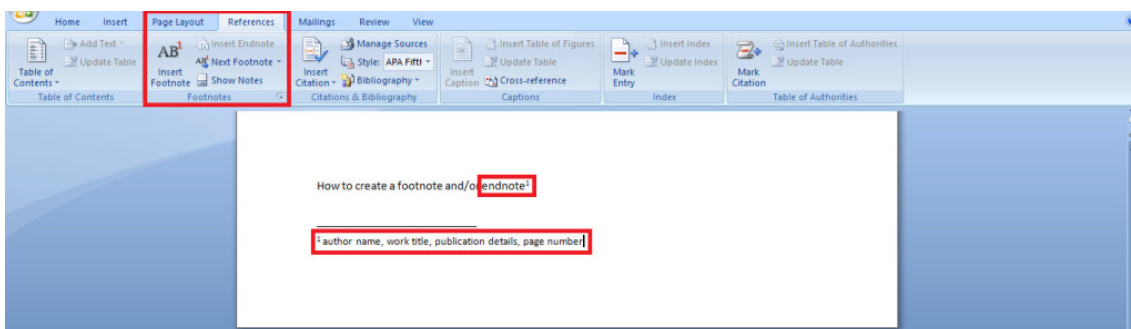 Home Insert Page Layout References Mailings Review View
Table of Contents
Add Text
Update Table
Table of Contents
AB1
Insert Footnote
Insert Endnote
AB1 Next Footnote
Show Notes
Footnotes
Insert Citation
Manage Sources
Style: APA Fifth
Bibliography
Citations & Bibliography
Insert Caption
Insert Table of Figures
Update Table
Cross-reference
Captions
Mark Entry
Insert Index
Update Index
Index
Mark Citation
Insert Table of Authorities
Update Table
Table of Authorities
How to create a footnote and/or endnote1
1 author name, work title, publication details, page number